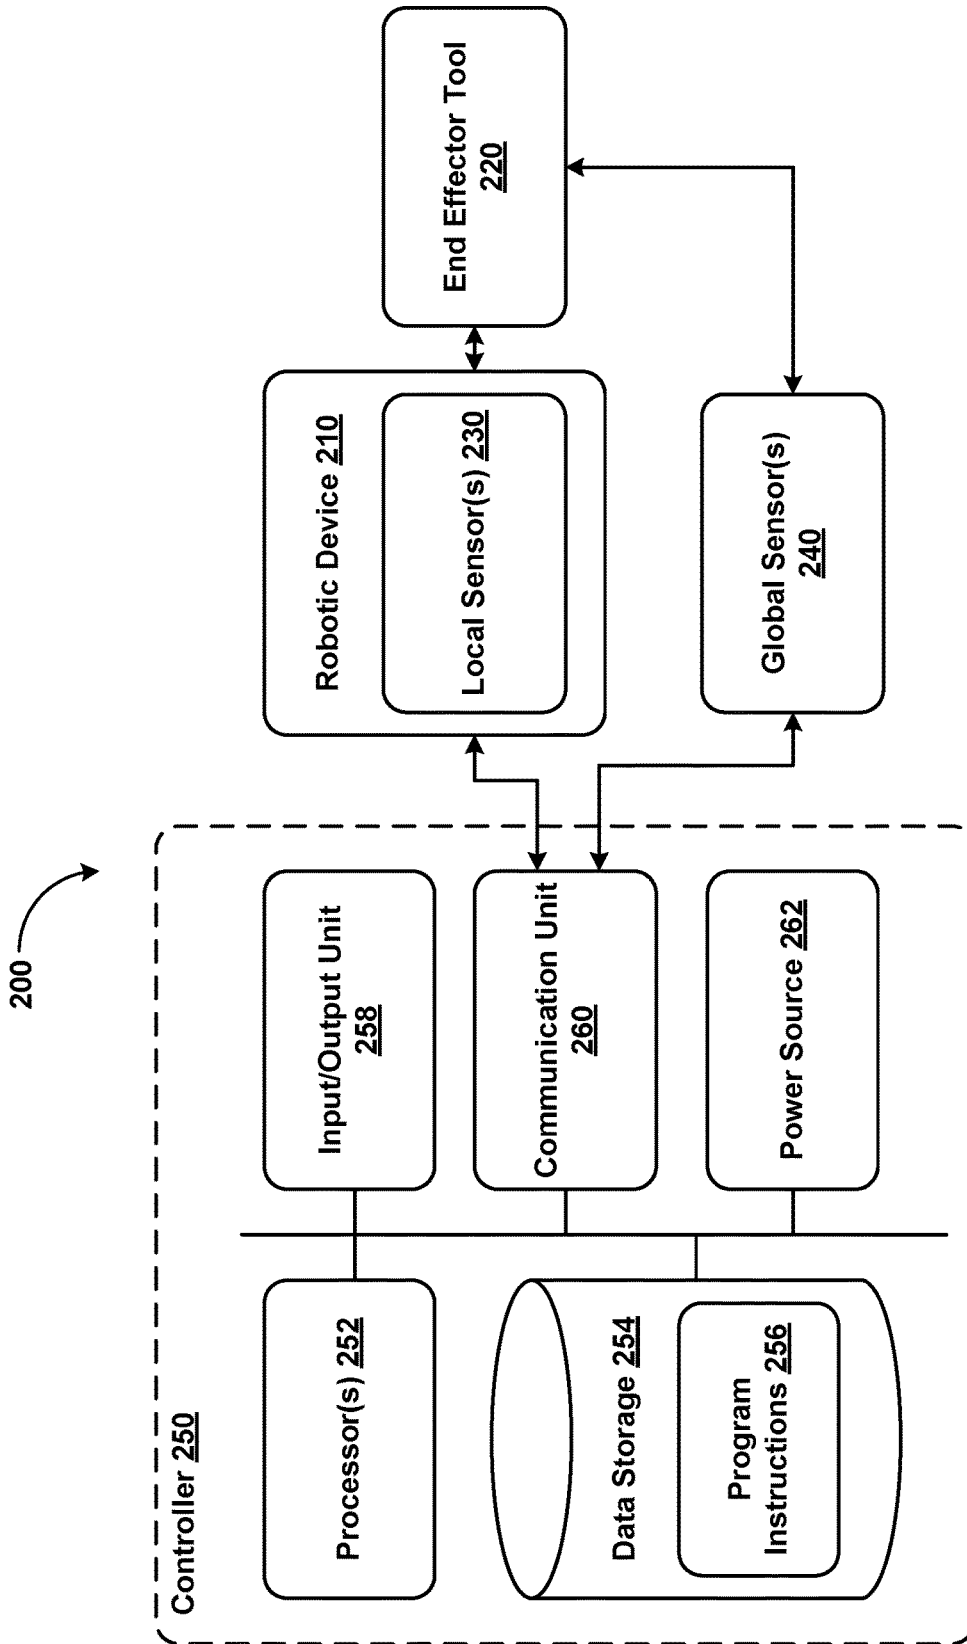 200
Controller 250
Processor(s) 252
Data Storage 254
Program
Instructions 256
Input/Output Unit
258
Communication Unit
260
Power Source 262
Robotic Device 210
Local Sensor(s) 230
Global Sensor(s)
240
End Effector Tool
220